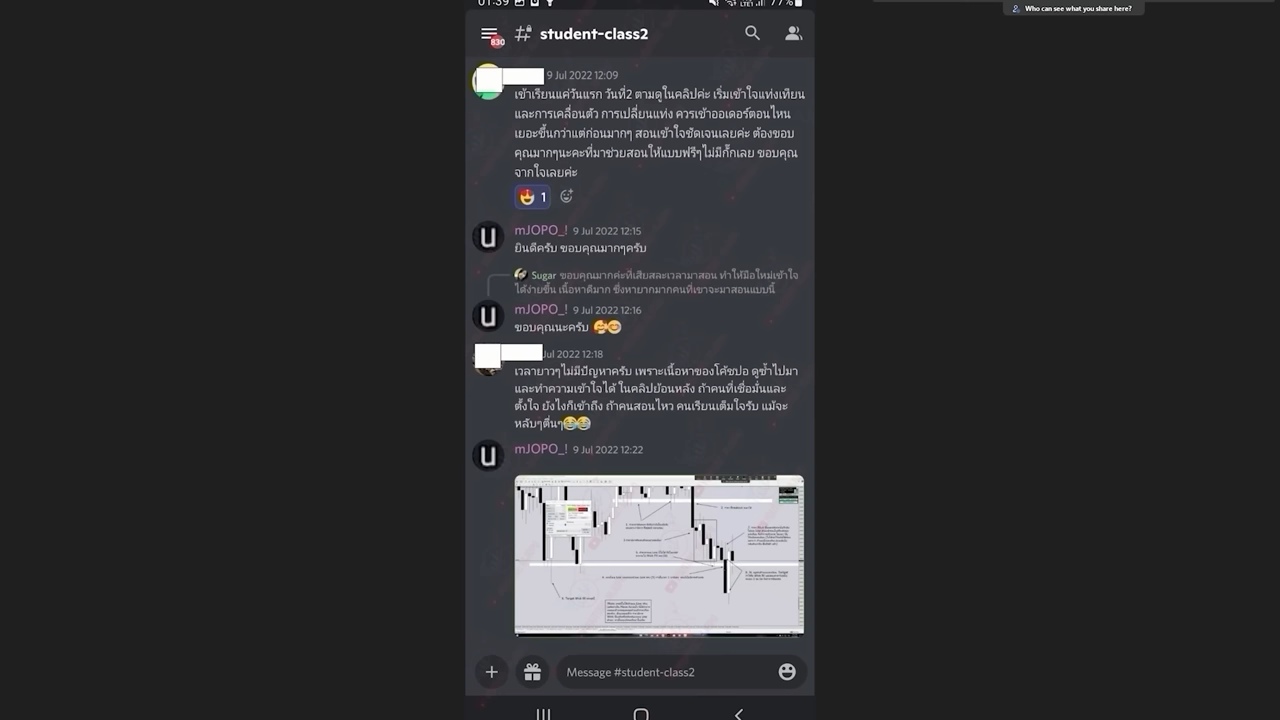 01:39
77%
Who can see what you share here?
830
student-class2
9 Jul 2022 12:09
เข้าเรียนแค่วันแรก วันที่2 ตามดูในคลิปค่ะ เริ่มเข้าใจแท่งเทียน
และการเคลื่อนตัว การเปลี่ยนแท่ง ควรเข้าออเดอร์ตอนไหน
เยอะขึ้นกว่าแต่ก่อนมากๆ สอนเข้าใจชัดเจนเลยค่ะ ต้องขอบ
คุณมากๆนะคะที่มาช่วยสอนให้แบบฟรีๆไม่มีกั๊กเลย ขอบคุณ
จากใจเลยค่ะ
1
mJOPO_! 9 Jul 2022 12:15
ยินดีครับ ขอบคุณมากๆครับ
Sugar ขอบคุณมากค่ะที่เสียสละเวลามาสอน ทำให้มือใหม่เข้าใจ
ได้ง่ายขึ้น เนื้อหาดีมาก ซึ่งหายากมากคนที่เขาจะมาสอนแบบนี้
mJOPO_! 9 Jul 2022 12:16
ขอบคุณนะครับ
Jul 2022 12:18
เวลายาวๆไม่มีปัญหาครับ เพราะเนื้อหาของโค้ชปอ ดูซ้ำไปมา
และทำความเข้าใจได้ ในคลิปย้อนหลัง ถ้าคนที่เชื่อมั่นและ
ตั้งใจ ยังไงก็เข้าถึง ถ้าคนสอนไหว คนเรียนเต็มใจรับ แม้จะ
หลับๆตื่นๆ
mJOPO_! 9 Jul 2022 12:22
Message #student-class2